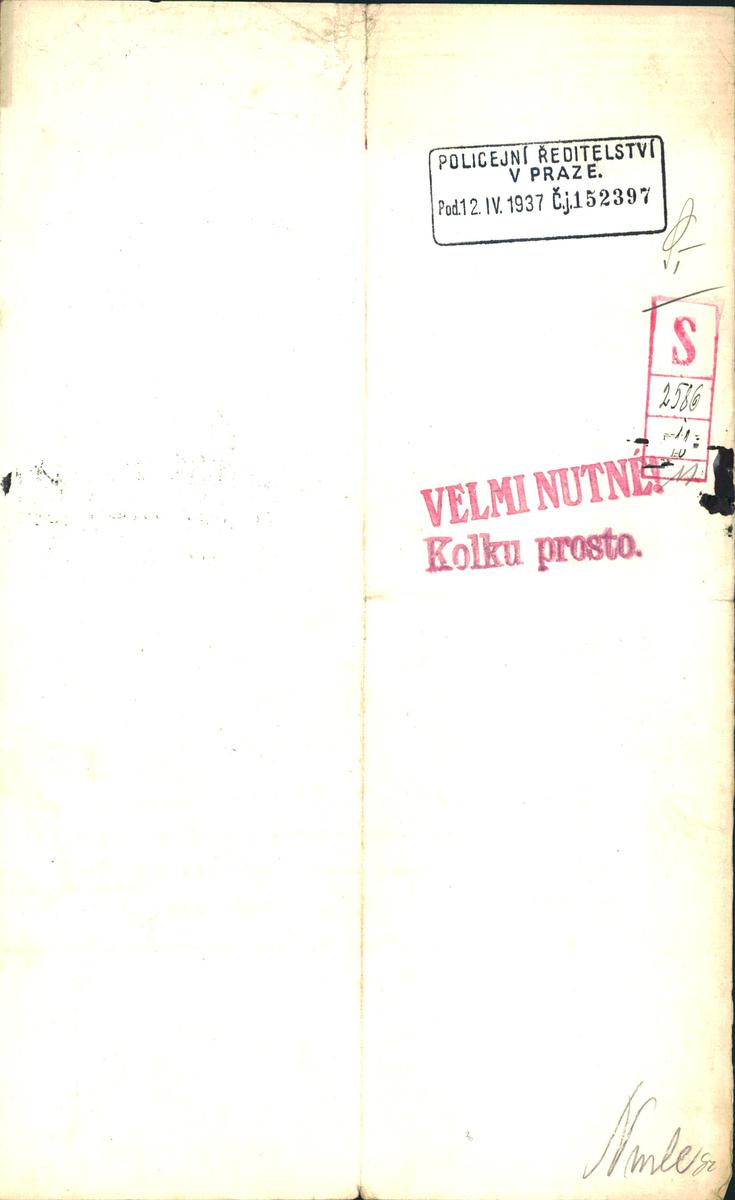 POLICEJNÍ ŘEDITELSTVÍ
V PRAZE.
Pod.12. IV. 1937 Č.j.152397
S
2586
VELMI NUTNÉ!
Kolku prosto.